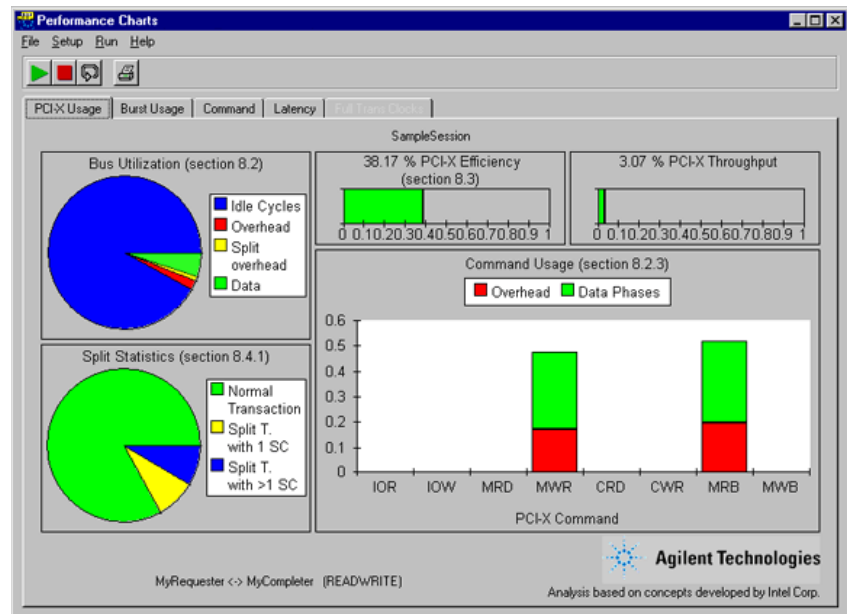 Performance Charts
File Setup Run Help
PCI-X Usage Burst Usage Command Latency Full Trans Clocks
SampleSession
Bus Utilization (section 8.2)
Idle Cycles
Overhead
Split
overhead
Data
38.17 % PCI-X Efficiency
(section 8.3)
0 0.10.20.30.40.50.60.70.80.9 1
3.07 % PCI-X Throughput
0 0.10.20.30.40.50.60.70.80.9 1
Split Statistics (section 8.4.1)
Normal
Transaction
Split T.
with 1 SC
Split T.
with >1 SC
Command Usage (section 8.2.3)
Overhead Data Phases
0.6
0.5
0.4
0.3
0.2
0.1
0
IOR IOW MRD MWR CRD CWR MRB MWB
PCI-X Command
Agilent Technologies
MyRequester <-> MyCompleter (READWRITE)
Analysis based on concepts developed by Intel Corp.